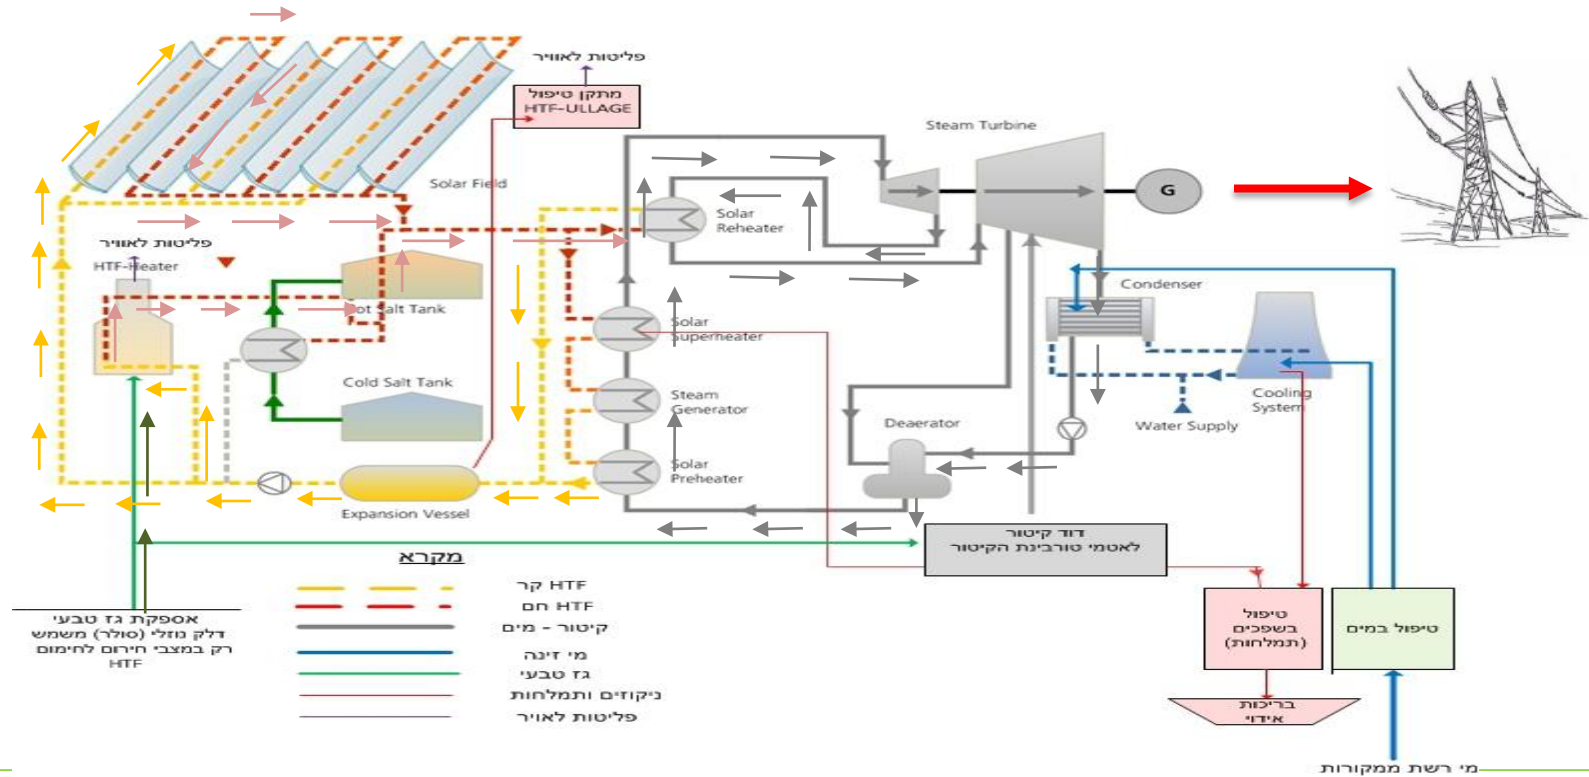 פליטות לאוויר
מתקן טיפול
HTF-ULLAGE
Steam Turbine
Solar Field
G
Solar
Reheater
פליטות לאוויר
HTF-Heater
Condenser
Hot Salt Tank
Solar
Superheater
Cold Salt Tank
Steam
Generator
Cooling
System
Deaerator
Water Supply
Solar
Preheater
Expansion Vessel
דוד קיטור
לאטמי טורבינת הקיטור
מקרא
HTF קר
HTF חם
קיטור - מים
מי זינה
גז טבעי
ניקוזים ותמלחות
פליטות לאויר
אספקת גז טבעי
דלק נוזלי (סולר) משמש
רק במצבי חירום לחימום
HTF
טיפול
בשפכים
(תמלחות)
טיפול במים
בריכות
אידוי
מי רשת ממקורות